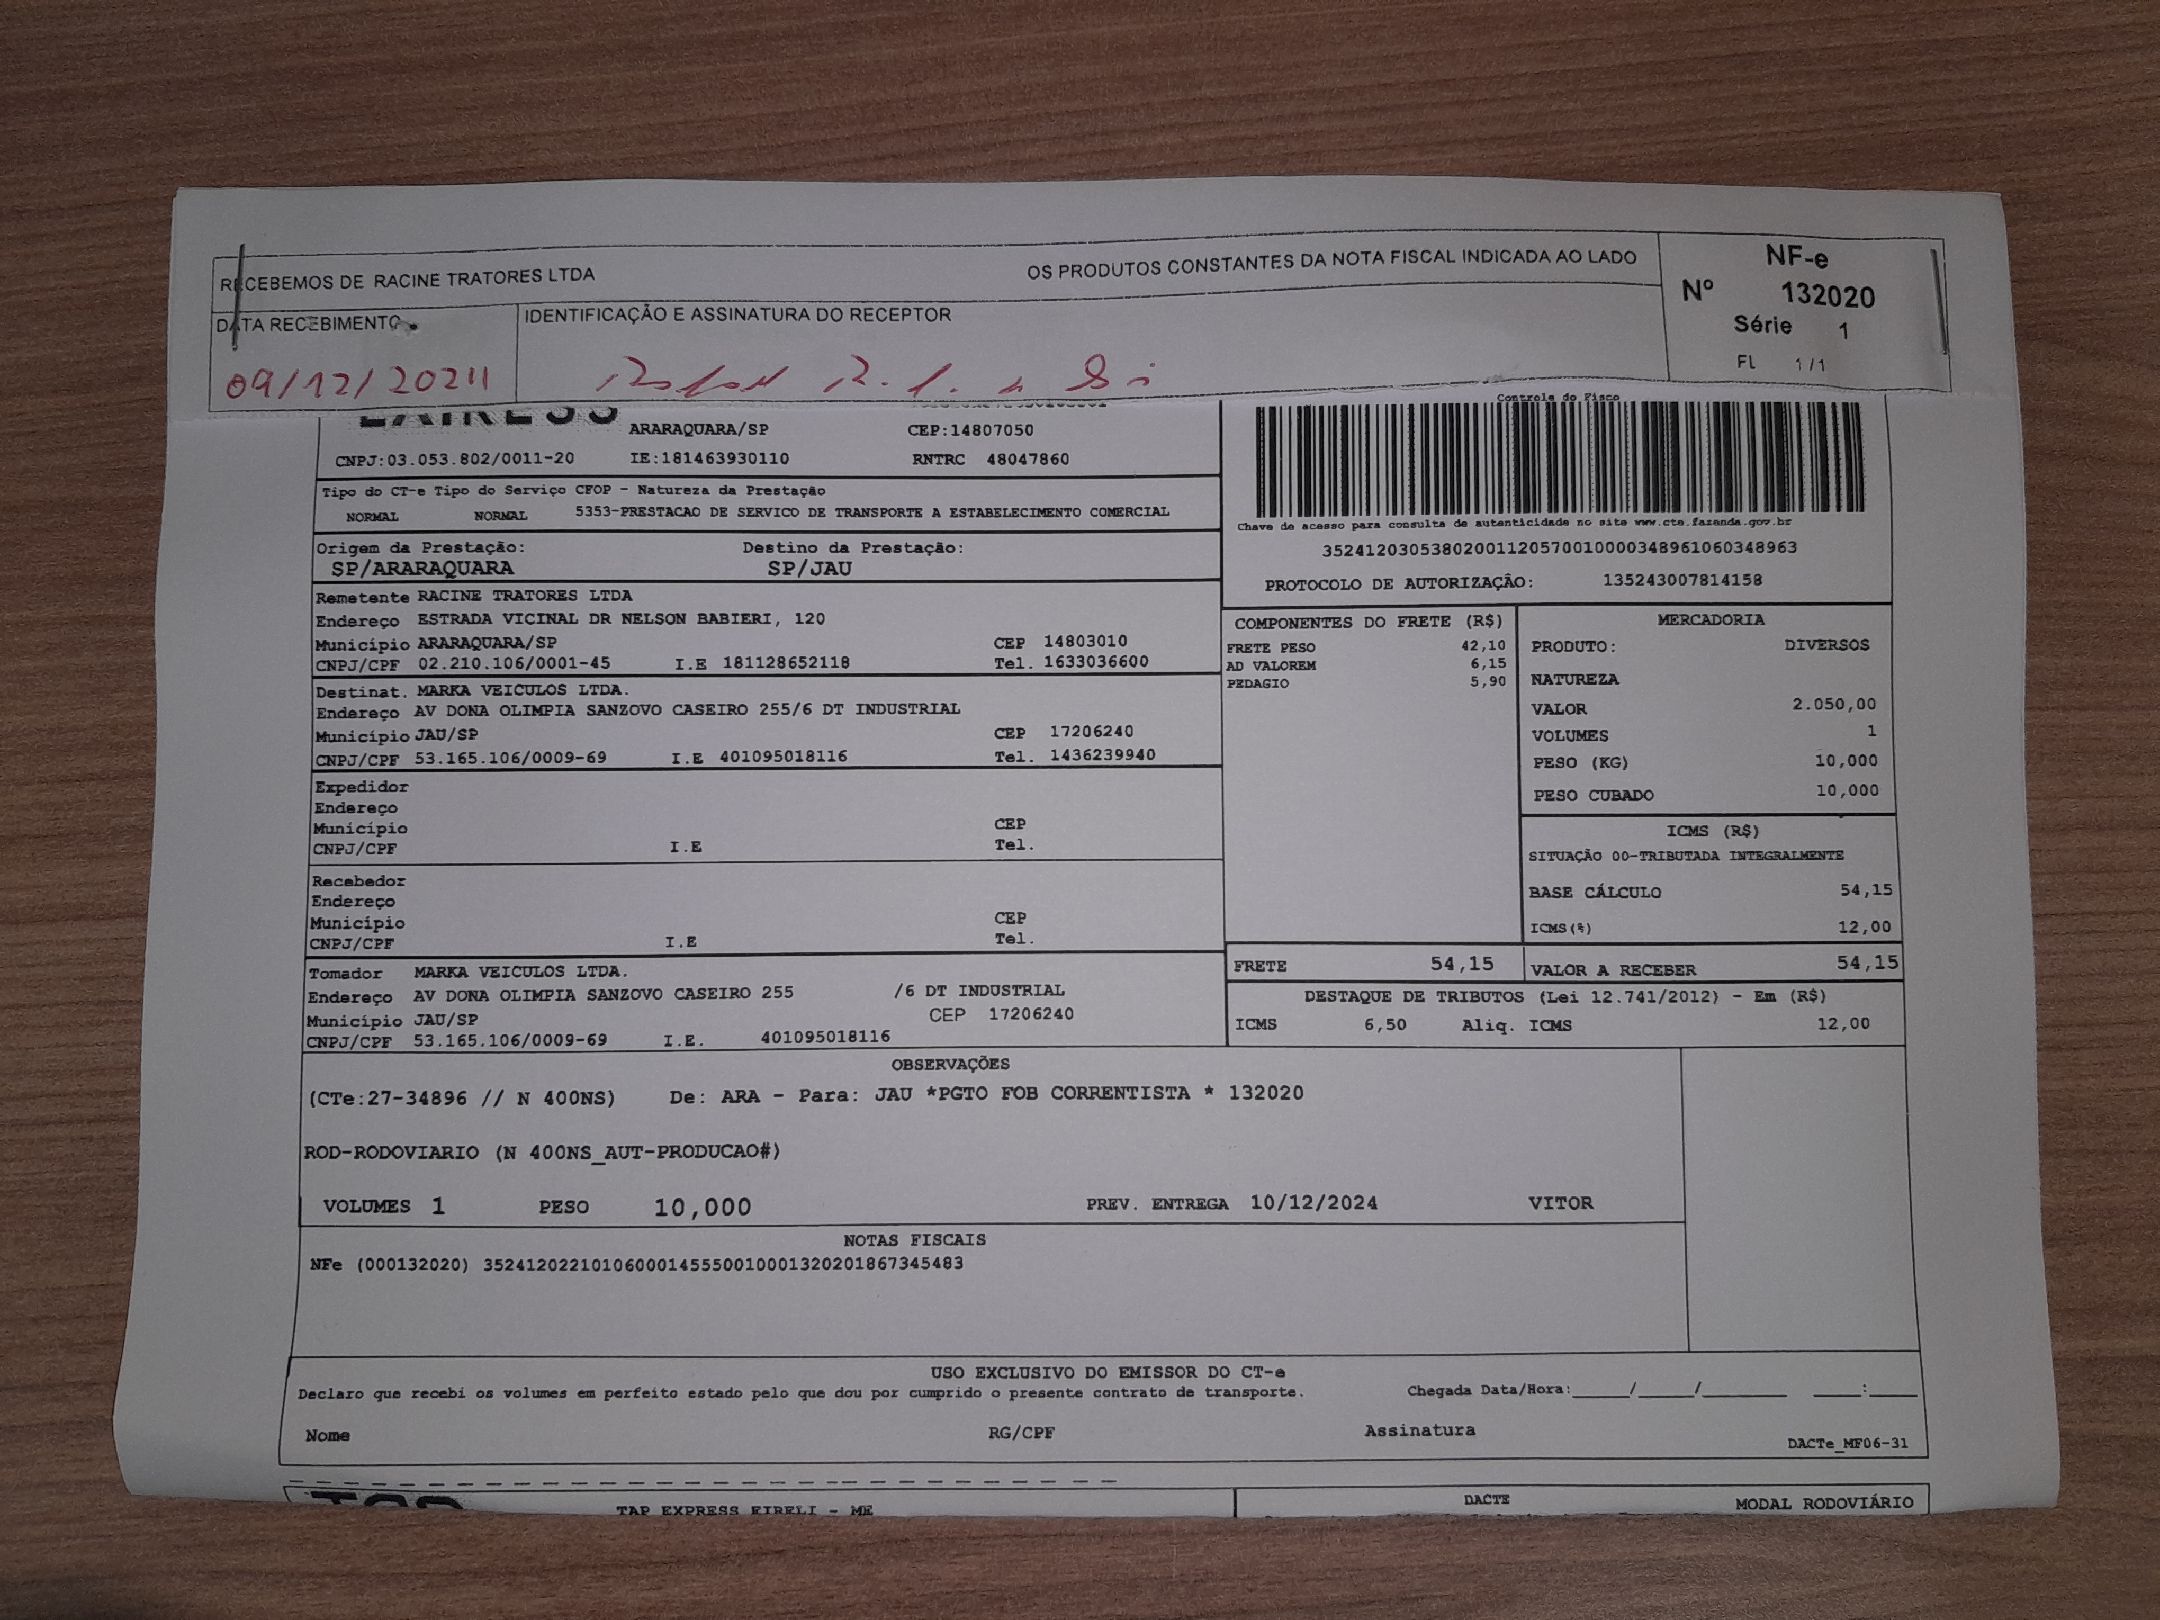 RECEBEMOS DE RACINE TRATORES LTDA OS PRODUTOS CONSTANTES DA NOTA FISCAL INDICADA AO LADO
NF-e
Nº 132020
Série 1
FL 1/1
DATA RECEBIMENTO
IDENTIFICAÇÃO E ASSINATURA DO RECEPTOR
09/12/2024
ARARAQUARA/SP CEP:14807050
CNPJ:03.053.802/0011-20 IE:181463930110 RNTRC 48047860
Tipo do CT-e Tipo do Serviço CFOP - Natureza da Prestação
NORMAL NORMAL 5353-PRESTACAO DE SERVICO DE TRANSPORTE A ESTABELECIMENTO COMERCIAL
Origem da Prestação: Destino da Prestação:
SP/ARARAQUARA SP/JAU
Controle do Fisco
Chave de acesso para consulta de autenticidade no site www.cte.fazenda.gov.br
35241203053802001120570010000348961060348963
PROTOCOLO DE AUTORIZAÇÃO: 135243007814158
Remetente RACINE TRATORES LTDA
Endereço ESTRADA VICINAL DR NELSON BABIERI, 120
Município ARARAQUARA/SP CEP 14803010
CNPJ/CPF 02.210.106/0001-45 I.E 181128652118 Tel. 1633036600
Destinat. MARKA VEICULOS LTDA.
Endereço AV DONA OLIMPIA SANZOVO CASEIRO 255/6 DT INDUSTRIAL
Município JAU/SP CEP 17206240
CNPJ/CPF 53.165.106/0009-69 I.E 401095018116 Tel. 1436239940
Expedidor
Endereço
Município CEP
CNPJ/CPF I.E Tel.
Recebedor
Endereço
Município CEP
CNPJ/CPF I.E Tel.
Tomador MARKA VEICULOS LTDA.
Endereço AV DONA OLIMPIA SANZOVO CASEIRO 255 /6 DT INDUSTRIAL
Município JAU/SP CEP 17206240
CNPJ/CPF 53.165.106/0009-69 I.E. 401095018116
COMPONENTES DO FRETE (R$)
FRETE PESO 42,10
AD VALOREM 6,15
PEDAGIO 5,90
MERCADORIA
PRODUTO: DIVERSOS
NATUREZA
VALOR 2.050,00
VOLUMES 1
PESO (KG) 10,000
PESO CUBADO 10,000
ICMS (R$)
SITUAÇÃO 00-TRIBUTADA INTEGRALMENTE
BASE CÁLCULO 54,15
ICMS(%) 12,00
FRETE 54,15 VALOR A RECEBER 54,15
DESTAQUE DE TRIBUTOS (Lei 12.741/2012) - Em (R$)
ICMS 6,50 Aliq. ICMS 12,00
OBSERVAÇÕES
(CTe:27-34896 // N 400NS) De: ARA - Para: JAU *PGTO FOB CORRENTISTA * 132020
ROD-RODOVIARIO (N 400NS_AUT-PRODUCAO#)
VOLUMES 1 PESO 10,000 PREV. ENTREGA 10/12/2024 VITOR
NOTAS FISCAIS
NFe (000132020) 35241202210106000145550010001320201867345483
USO EXCLUSIVO DO EMISSOR DO CT-e
Declaro que recebi os volumes em perfeito estado pelo que dou por cumprido o presente contrato de transporte. Chegada Data/Hora:_____/_____/_______ ____:____
Nome RG/CPF Assinatura
DACTe_MF06-31
TAP EXPRESS EIRELI - ME
DACTE MODAL RODOVIÁRIO